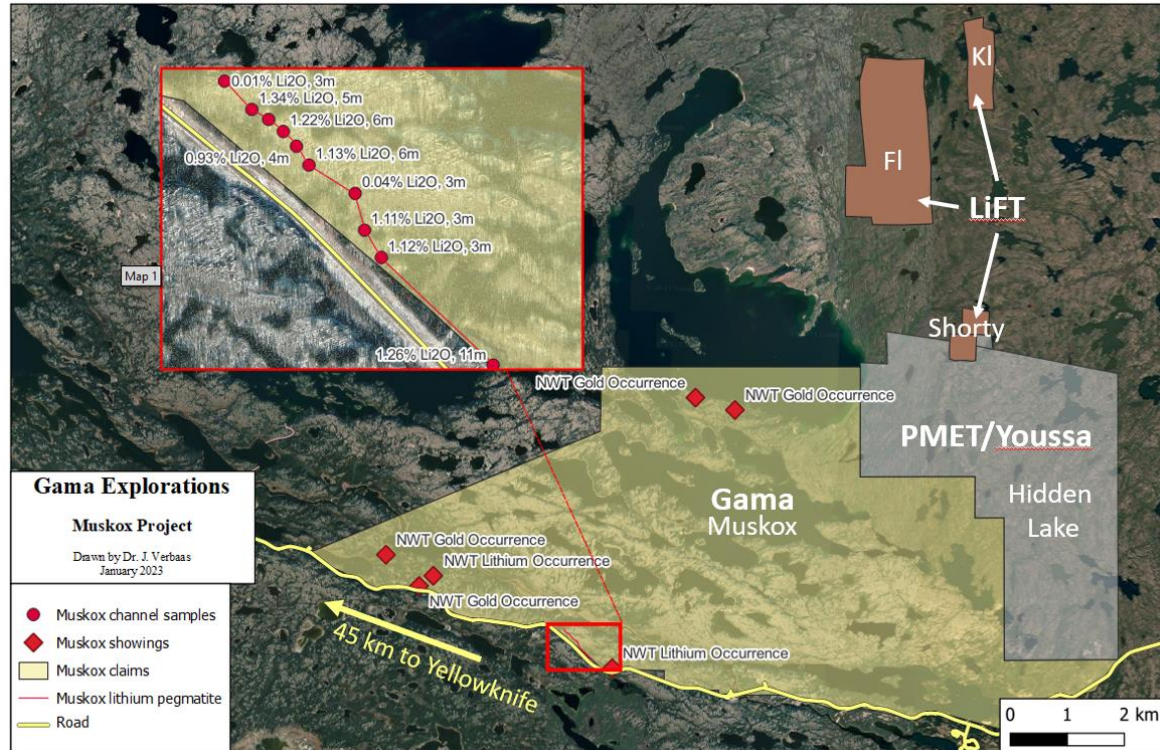 0.01% Li2O, 3m
1.34% Li2O, 5m
1.22% Li2O, 6m
0.93% Li2O, 4m
1.13% Li2O, 6m
0.04% Li2O, 3m
1.11% Li2O, 3m
1.12% Li2O, 3m
1.26% Li2O, 11m
Map 1
Kl
Fl
LiFT
Shorty
NWT Gold Occurrence
NWT Gold Occurrence
PMET/Youssa
Hidden
Lake
Gama
Muskox
NWT Gold Occurrence
NWT Lithium Occurrence
NWT Gold Occurrence
NWT Lithium Occurrence
45 km to Yellowknife
Gama Explorations
Muskox Project
Drawn by Dr. J. Verbaas
January 2023
Muskox channel samples
Muskox showings
Muskox claims
Muskox lithium pegmatite
Road
0 1 2 km